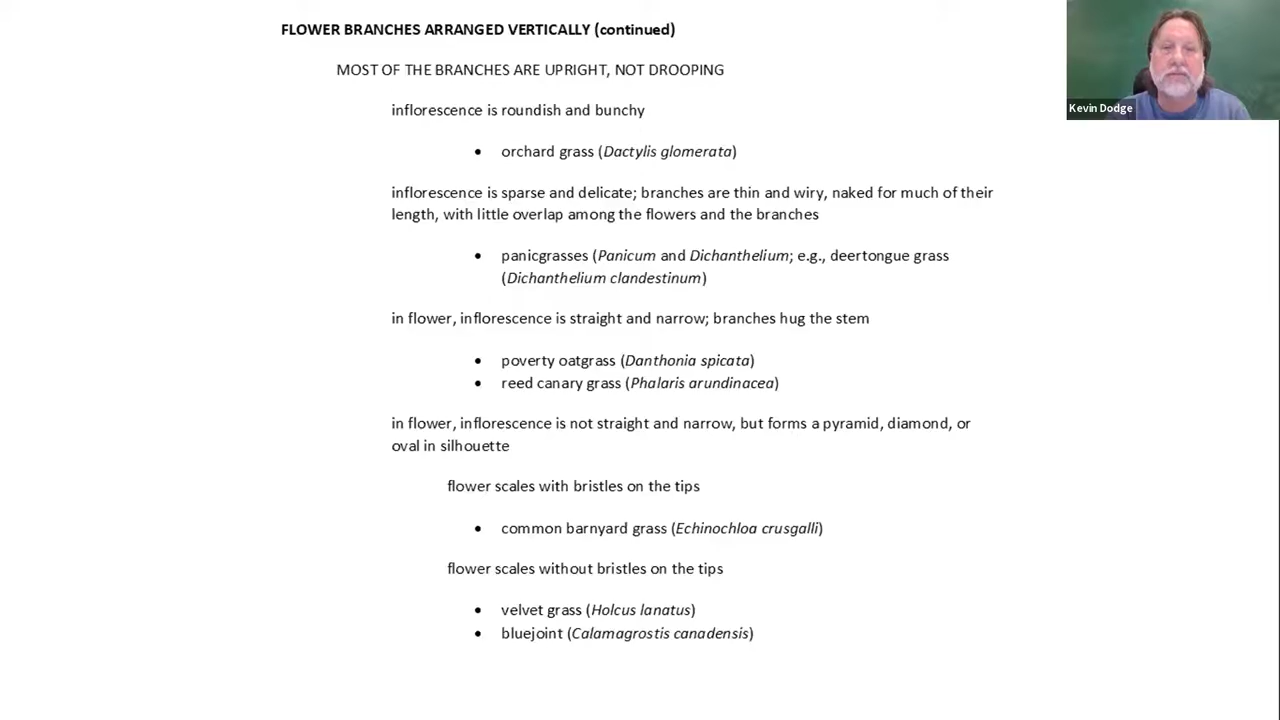 FLOWER BRANCHES ARRANGED VERTICALLY (continued)
MOST OF THE BRANCHES ARE UPRIGHT, NOT DROOPING
inflorescence is roundish and bunchy
• orchard grass (Dactylis glomerata)
inflorescence is sparse and delicate; branches are thin and wiry, naked for much of their
length, with little overlap among the flowers and the branches
• panicgrasses (Panicum and Dichanthelium; e.g., deertongue grass
(Dichanthelium clandestinum)
in flower, inflorescence is straight and narrow; branches hug the stem
• poverty oatgrass (Danthonia spicata)
• reed canary grass (Phalaris arundinacea)
in flower, inflorescence is not straight and narrow, but forms a pyramid, diamond, or
oval in silhouette
flower scales with bristles on the tips
• common barnyard grass (Echinochloa crusgalli)
flower scales without bristles on the tips
• velvet grass (Holcus lanatus)
• bluejoint (Calamagrostis canadensis)
Kevin Dodge